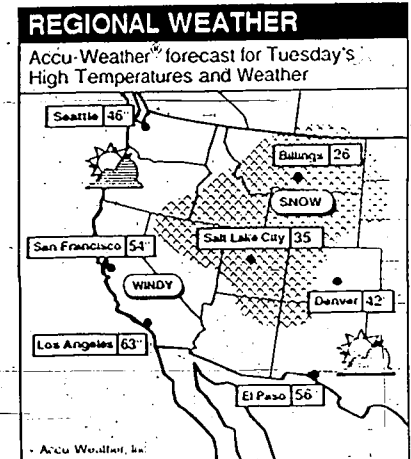 REGIONAL WEATHER
Accu-Weather® forecast for Tuesday's
High Temperatures and Weather
Seattle 46°
Billings 26
SNOW
San Francisco 54°
Salt Lake City 35
WINDY
Denver 42°
Los Angeles 63°
El Paso 56
Accu Weather, Inc